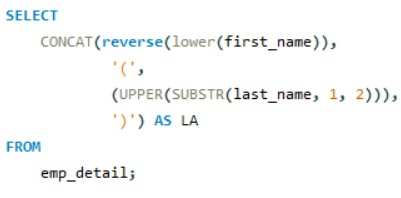 SELECT
CONCAT(reverse(lower(first_name)),
'(',
(UPPER(SUBSTR(last_name, 1, 2))),
')') AS LA
FROM
emp_detail;